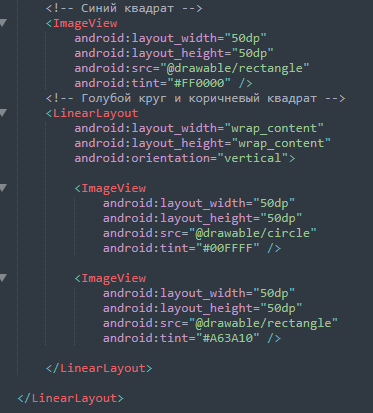 <!-- Синий квадрат -->
<ImageView
android:layout_width="50dp"
android:layout_height="50dp"
android:src="@drawable/rectangle"
android:tint="#FF0000" />
<!-- Голубой круг и коричневый квадрат -->
<LinearLayout
android:layout_width="wrap_content"
android:layout_height="wrap_content"
android:orientation="vertical">
<ImageView
android:layout_width="50dp"
android:layout_height="50dp"
android:src="@drawable/circle"
android:tint="#00FFFF" />
<ImageView
android:layout_width="50dp"
android:layout_height="50dp"
android:src="@drawable/rectangle"
android:tint="#A63A10" />
</LinearLayout>
</LinearLayout>